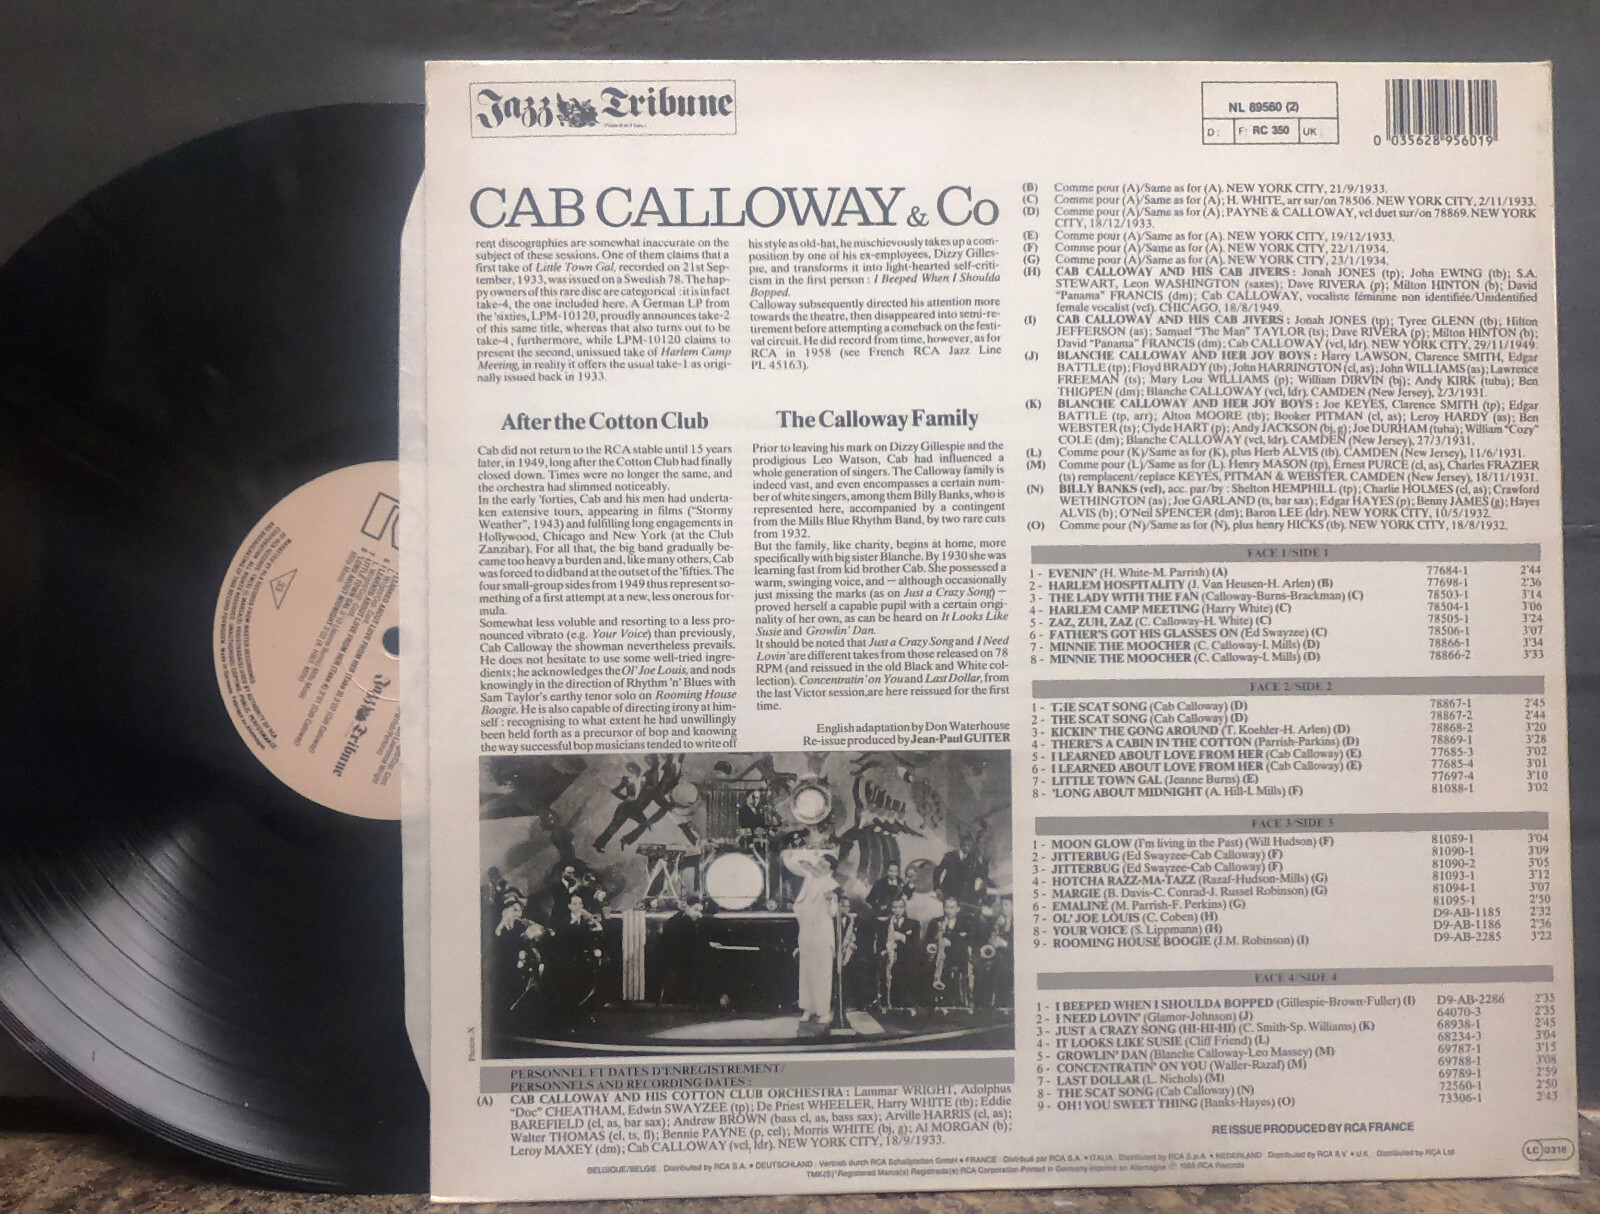 Jazz Tribune
NL 89560 (2)
D:
F: RC 350
UK:
0 035628 956019
CAB CALLOWAY & Co
rent discographies are somewhat inaccurate on the
subject of these sessions. One of them claims that a
first take of Little Town Gal, recorded on 21st Sep-
tember, 1933, was issued on a Swedish 78. The hap-
py owners of this rare disc are categorical : it is in fact
take-4, the one included here. A German LP from
the 'sixties, LPM-10120, proudly announces take-2
of this same title, whereas that also turns out to be
take-4, furthermore, while LPM-10120 claims to
present the second, unissued take of Harlem Camp
Meeting, in reality it offers the usual take-1 as origi-
nally issued back in 1933.
After the Cotton Club
Cab did not return to the RCA stable until 15 years
later, in 1949, long after the Cotton Club had finally
closed down. Times were no longer the same, and
the orchestra had slimmed noticeably.
In the early 'forties, Cab and his men had underta-
ken extensive tours, appearing in films ("Stormy
Weather", 1943) and fulfilling long engagements in
Hollywood, Chicago and New York (at the Club
Zanzibar). For all that, the big band gradually be-
came too heavy a burden and, like many others, Cab
was forced to didband at the outset of the 'fifties. The
four small-group sides from 1949 thus represent so-
mething of a first attempt at a new, less onerous for-
mula.
Somewhat less voluble and resorting to a less pro-
nounced vibrato (e.g. Your Voice) than previously,
Cab Calloway the showman nevertheless prevails.
He does not hesitate to use some well-tried ingre-
dients; he acknowledges the Ol' Joe Louis, and nods
knowingly in the direction of Rhythm 'n' Blues with
Sam Taylor's earthy tenor solo on Rooming House
Boogie. He is also capable of directing irony at him-
self : recognising to what extent he had unwillingly
been held forth as a precursor of bop and knowing
the way successful bop musicians tended to write off
his style as old-hat, he mischievously takes up a com-
position by one of his ex-employees, Dizzy Gilles-
pie, and transforms it into light-hearted self-criti-
cism in the first person : I Beeped When I Shoulda
Bopped.
Calloway subsequently directed his attention more
towards the theatre, then disappeared into semi-re-
tirement before attempting a comeback on the festi-
val circuit. He did record from time, however, as for
RCA in 1958 (see French RCA Jazz Line
PL 45163).
The Calloway Family
Prior to leaving his mark on Dizzy Gillespie and the
prodigious Leo Watson, Cab had influenced a
whole generation of singers. The Calloway family is
indeed vast, and even encompasses a certain num-
ber of white singers, among them Billy Banks, who is
represented here, accompanied by a contingent
from the Mills Blue Rhythm Band, by two rare cuts
from 1932.
But the family, like charity, begins at home, more
specifically with big sister Blanche. By 1930 she was
learning fast from kid brother Cab. She possessed a
warm, swinging voice, and – although occasionally
just missing the marks (as on Just a Crazy Song) –
proved herself a capable pupil with a certain origi-
nality of her own, as can be heard on It Looks Like
Susie and Growlin' Dan.
It should be noted that Just a Crazy Song and I Need
Lovin' are different takes from those released on 78
RPM (and reissued in the old Black and White col-
lection). Concentratin' on You and Last Dollar, from
the last Victor session, are here reissued for the first
time.
English adaptation by Don Waterhouse
Re-issue produced by Jean-Paul GUITER
Photos: X
PERSONNEL ET DATES D'ENREGISTREMENT/
PERSONNELS AND RECORDING DATES :
(A) CAB CALLOWAY AND HIS COTTON CLUB ORCHESTRA : Lammar WRIGHT, Adolphus
"Doc" CHEATHAM, Edwin SWAYZEE (tp); De Priest WHEELER, Harry WHITE (tb); Eddie
BAREFIELD (cl, as, bar sax); Andrew BROWN (bass cl, as, bass sax); Arville HARRIS (cl, as);
Walter THOMAS (cl, ts, fl); Bennie PAYNE (p, cel); Morris WHITE (bj, g); Al MORGAN (b);
Leroy MAXEY (dm); Cab CALLOWAY (vcl, ldr). NEW YORK CITY, 18/9/1933.
(B) Comme pour (A)/Same as for (A). NEW YORK CITY, 21/9/1933.
(C) Comme pour (A)/Same as for (A); H. WHITE, arr sur/on 78506. NEW YORK CITY, 2/11/1933.
(D) Comme pour (A)/Same as for (A); PAYNE & CALLOWAY, vcl duet sur/on 78869. NEW YORK
CITY, 18/12/1933.
(E) Comme pour (A)/Same as for (A). NEW YORK CITY, 19/12/1933.
(F) Comme pour (A)/Same as for (A). NEW YORK CITY, 22/1/1934.
(G) Comme pour (A)/Same as for (A). NEW YORK CITY, 23/1/1934.
(H) CAB CALLOWAY AND HIS CAB JIVERS : Jonah JONES (tp); John EWING (tb); S.A.
STEWART, Leon WASHINGTON (saxes); Dave RIVERA (p); Milton HINTON (b); David
"Panama" FRANCIS (dm); Cab CALLOWAY, vocaliste féminine non identifiée/Unidentified
female vocalist (vcl). CHICAGO, 18/8/1949.
(I) CAB CALLOWAY AND HIS CAB JIVERS : Jonah JONES (tp); Tyree GLENN (tb); Hilton
JEFFERSON (as); Samuel "The Man" TAYLOR (ts); Dave RIVERA (p); Milton HINTON (b);
David "Panama" FRANCIS (dm); Cab CALLOWAY (vcl, ldr). NEW YORK CITY, 29/11/1949.
(J) BLANCHE CALLOWAY AND HER JOY BOYS : Harry LAWSON, Clarence SMITH, Edgar
BATTLE (tp); Floyd BRADY (tb); John HARRINGTON (cl, as); John WILLIAMS (as); Lawrence
FREEMAN (ts); Mary Lou WILLIAMS (p); William DIRVIN (bj); Andy KIRK (tuba); Ben
THIGPEN (dm); Blanche CALLOWAY (vcl, ldr). CAMDEN (New Jersey), 2/3/1931.
(K) BLANCHE CALLOWAY AND HER JOY BOYS : Joe KEYES, Clarence SMITH (tp); Edgar
BATTLE (tp, arr); Alton MOORE (tb); Booker PITMAN (cl, as); Leroy HARDY (as); Ben
WEBSTER (ts); Clyde HART (p); Andy JACKSON (bj, g); Joe DURHAM (tuba); William "Cozy"
COLE (dm); Blanche CALLOWAY (vcl, ldr). CAMDEN (New Jersey), 27/3/1931.
(L) Comme pour (K)/Same as for (K), plus Herb ALVIS (tb). CAMDEN (New Jersey), 11/6/1931.
(M) Comme pour (L)/Same as for (L). Henry MASON (tp), Ernest PURCE (cl, as), Charles FRAZIER
(ts) remplacent/replace KEYES, PITMAN & WEBSTER. CAMDEN (New Jersey), 18/11/1931.
(N) BILLY BANKS (vcl), acc. par/by : Shelton HEMPHILL (tp); Charlie HOLMES (cl, as); Crawford
WETHINGTON (as); Joe GARLAND (ts, bar sax); Edgar HAYES (p); Benny JAMES (g); Hayes
ALVIS (b); O'Neil SPENCER (dm); Baron LEE (ldr). NEW YORK CITY, 10/5/1932.
(O) Comme pour (N)/Same as for (N), plus henry HICKS (tb). NEW YORK CITY, 18/8/1932.
FACE 1/SIDE 1
1 - EVENIN' (H. White-M. Parrish) (A) 77684-1 2'44
2 - HARLEM HOSPITALITY (J. Van Heusen-H. Arlen) (B) 77698-1 2'36
3 - THE LADY WITH THE FAN (Calloway-Burns-Brackman) (C) 78503-1 3'14
4 - HARLEM CAMP MEETING (Harry White) (C) 78504-1 3'06
5 - ZAZ, ZUH, ZAZ (C. Calloway-H. White) (C) 78505-1 3'24
6 - FATHER'S GOT HIS GLASSES ON (Ed Swayzee) (C) 78506-1 3'07
7 - MINNIE THE MOOCHER (C. Calloway-I. Mills) (D) 78866-1 3'34
8 - MINNIE THE MOOCHER (C. Calloway-I. Mills) (D) 78866-2 3'33
FACE 2/SIDE 2
1 - THE SCAT SONG (Cab Calloway) (D) 78867-1 2'45
2 - THE SCAT SONG (Cab Calloway) (D) 78867-2 2'44
3 - KICKIN' THE GONG AROUND (T. Koehler-H. Arlen) (D) 78868-2 3'20
4 - THERE'S A CABIN IN THE COTTON (Parrish-Parkins) (D) 78869-1 3'28
5 - I LEARNED ABOUT LOVE FROM HER (Cab Calloway) (E) 77685-3 3'02
6 - I LEARNED ABOUT LOVE FROM HER (Cab Calloway) (E) 77685-4 3'01
7 - LITTLE TOWN GAL (Jeanne Burns) (E) 77697-4 3'10
8 - 'LONG ABOUT MIDNIGHT (A. Hill-I. Mills) (F) 81088-1 3'02
FACE 3/SIDE 3
1 - MOON GLOW (I'm living in the Past) (Will Hudson) (F) 81089-1 3'04
2 - JITTERBUG (Ed Swayzee-Cab Calloway) (F) 81090-1 3'09
3 - JITTERBUG (Ed Swayzee-Cab Calloway) (F) 81090-2 3'05
4 - HOTCHA RAZZ-MA-TAZZ (Razaf-Hudson-Mills) (G) 81093-1 3'12
5 - MARGIE (B. Davis-C. Conrad-J. Russel Robinson) (G) 81094-1 3'07
6 - EMALINE (M. Parrish-F. Perkins) (G) 81095-1 2'50
7 - OL' JOE LOUIS (C. Coben) (H) D9-AB-1185 2'32
8 - YOUR VOICE (S. Lippmann) (H) D9-AB-1186 2'36
9 - ROOMING HOUSE BOOGIE (J.M. Robinson) (I) D9-AB-2285 3'22
FACE 4/SIDE 4
1 - I BEEPED WHEN I SHOULDA BOPPED (Gillespie-Brown-Fuller) (I) D9-AB-2286 2'35
2 - I NEED LOVIN' (Glamor-Johnson) (J) 64070-3 2'35
3 - JUST A CRAZY SONG (HI-HI-HI) (C. Smith-Sp. Williams) (K) 68938-1 2'45
4 - IT LOOKS LIKE SUSIE (Cliff Friend) (L) 68234-3 3'04
5 - GROWLIN' DAN (Blanche Calloway-Leo Massey) (M) 69787-1 3'15
6 - CONCENTRATIN' ON YOU (Waller-Razaf) (M) 69788-1 3'08
7 - LAST DOLLAR (L. Nichols) (M) 69789-1 2'59
8 - THE SCAT SONG (Cab Calloway) (N) 72560-1 2'50
9 - OH! YOU SWEET THING (Banks-Hayes) (O) 73306-1 2'43
REISSUE PRODUCED BY RCA FRANCE
LC 0316
BELGIQUE/BELGIË : Distributed by RCA S.A. • DEUTSCHLAND : Vertrieb durch RCA Schallplatten GmbH • FRANCE : Distribué par RCA S.A. • ITALIA : Distributed by RCA S.p.A. • NEDERLAND : Distributed by RCA B.V. • U.K. : Distributed by RCA Ltd.
TMK(S) ® Registered Marca(s) Registrada(s) RCA Corporation Printed in Germany Imprimé en Allemagne ℗ 1985 RCA Records
Jazz Tribune
33